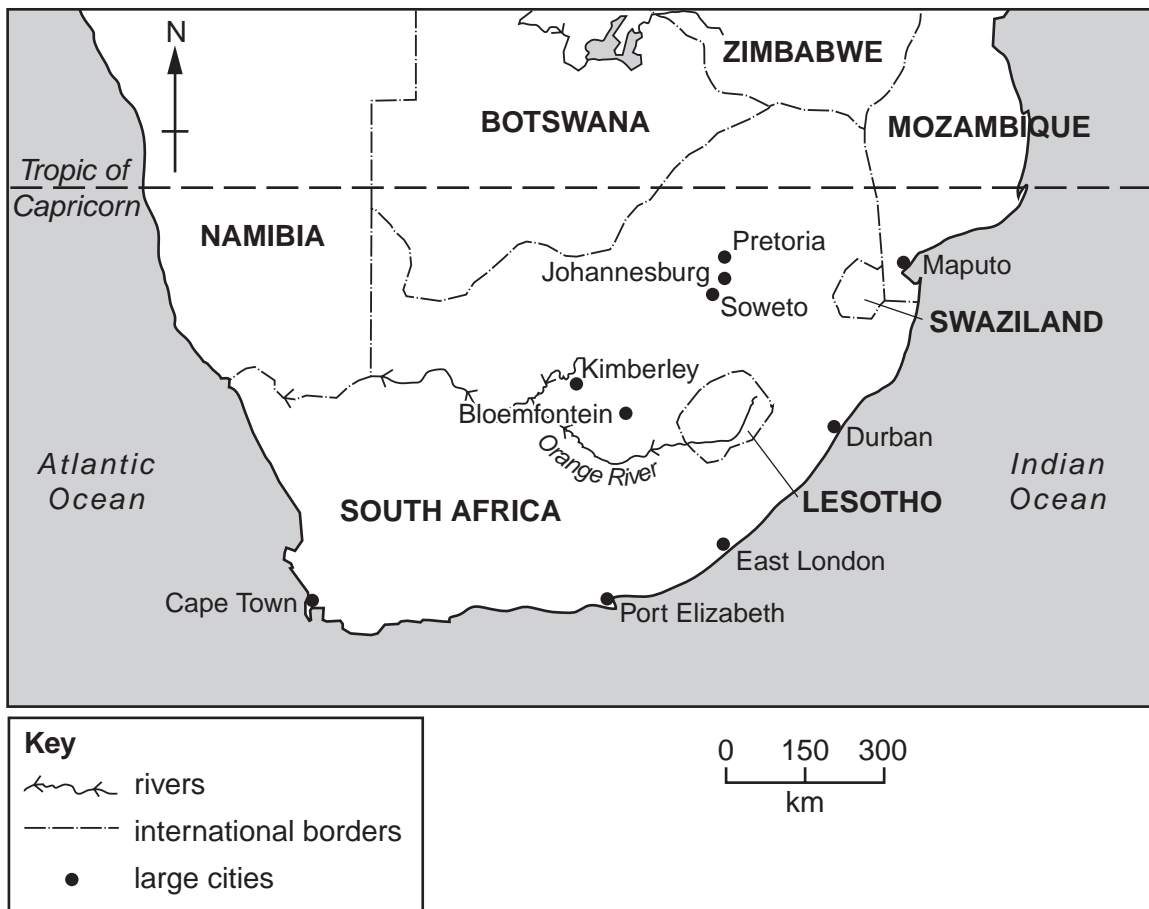 N
ZIMBABWE
BOTSWANA
MOZAMBIQUE
Tropic of
Capricorn
NAMIBIA
Pretoria
Johannesburg
Maputo
Soweto
SWAZILAND
Kimberley
Bloemfontein
Durban
Orange River
Atlantic
Ocean
Indian
Ocean
LESOTHO
SOUTH AFRICA
East London
Cape Town
Port Elizabeth
Key
rivers
international borders
large cities
0 150 300
km